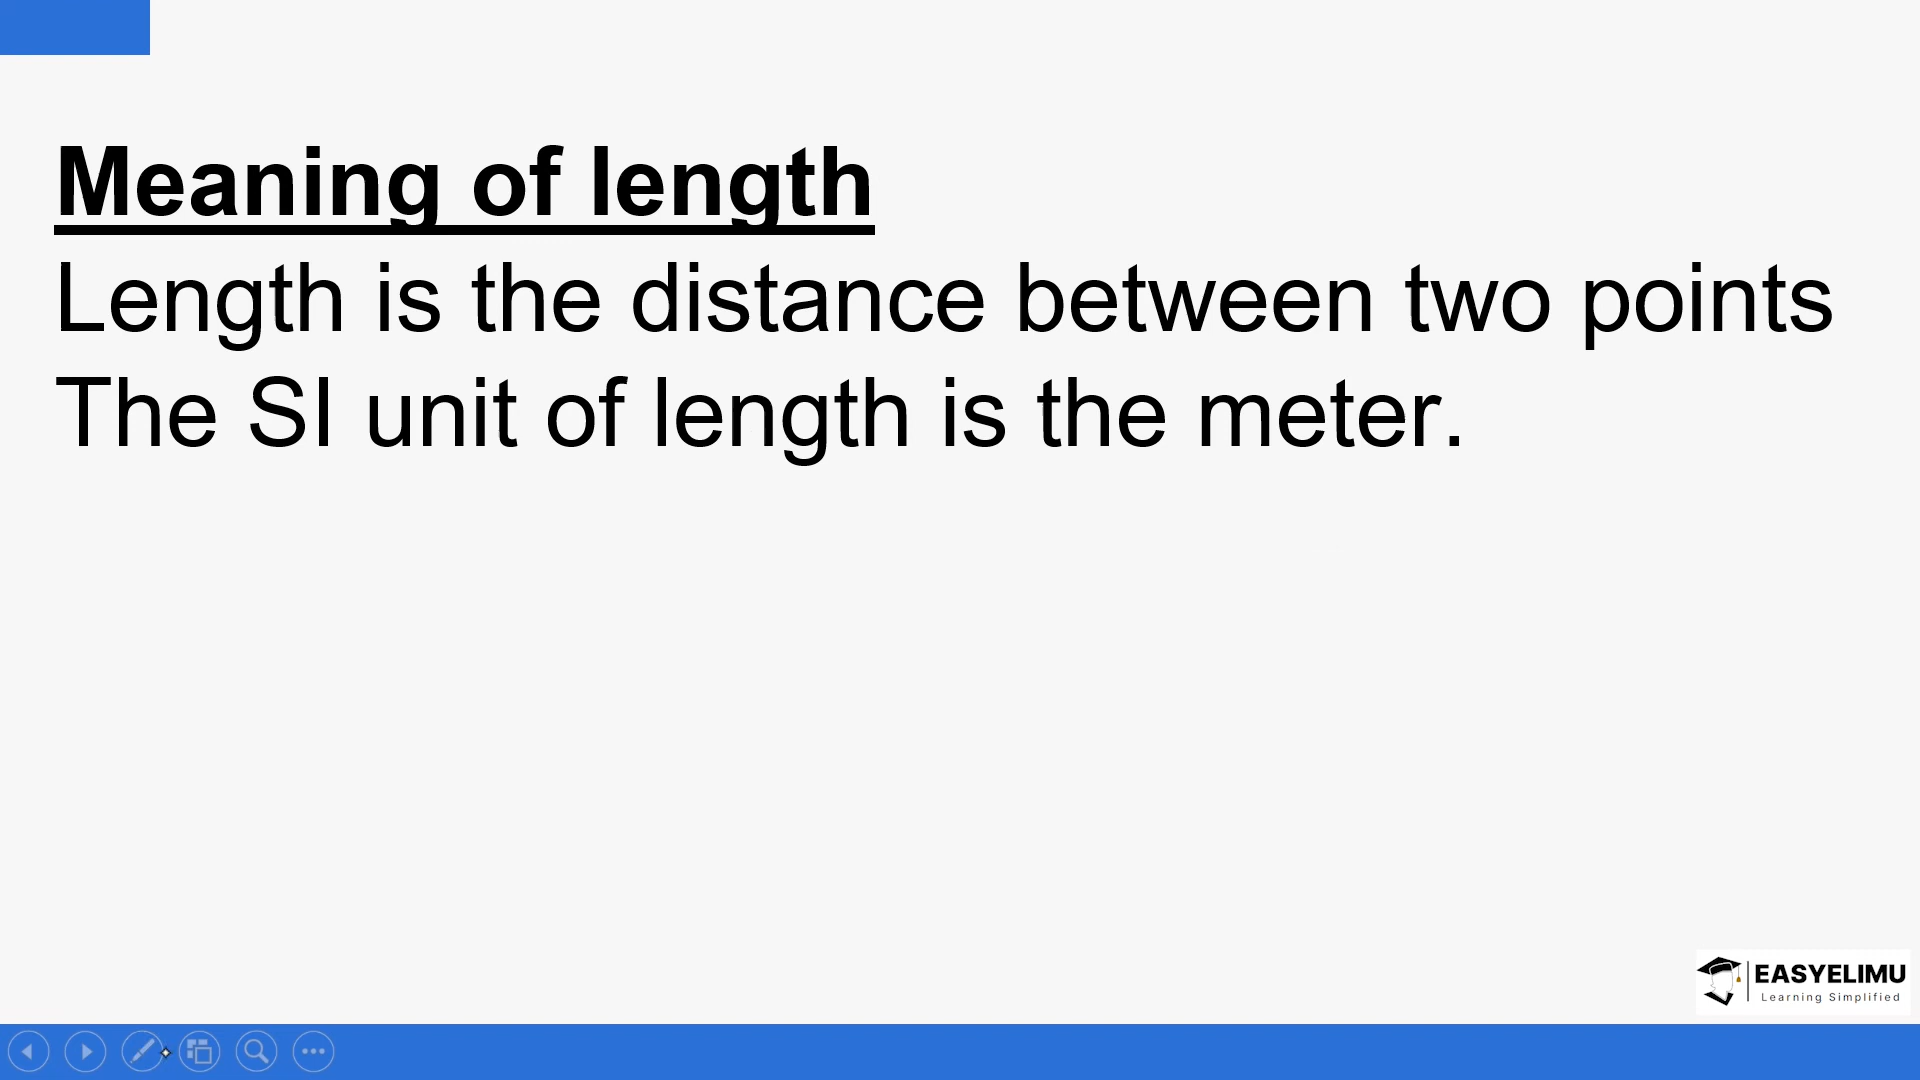 Meaning of length
Length is the distance between two points
The SI unit of length is the meter.
EASYELIMU
Learning Simplified